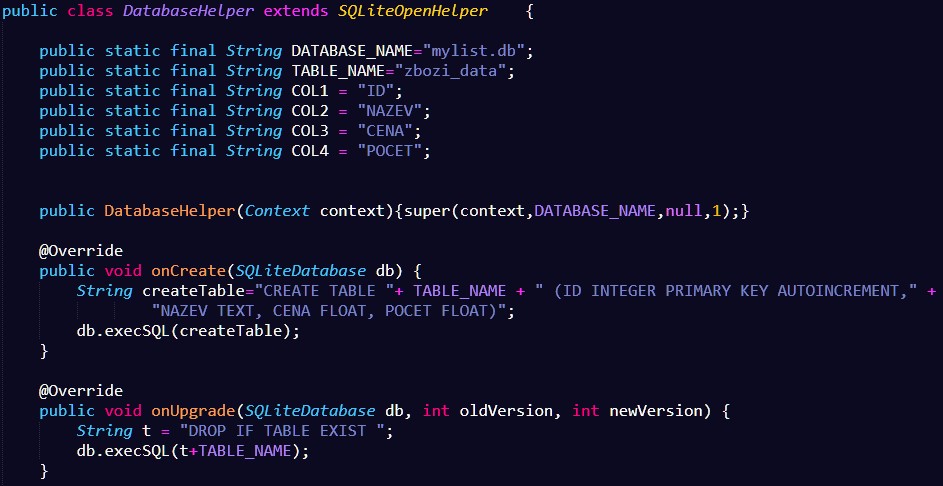 public class DatabaseHelper extends SQLiteOpenHelper    {
public static final String DATABASE_NAME="mylist.db";
public static final String TABLE_NAME="zbozi_data";
public static final String COL1 = "ID";
public static final String COL2 = "NAZEV";
public static final String COL3 = "CENA";
public static final String COL4 = "POCET";
public DatabaseHelper(Context context){super(context,DATABASE_NAME,null,1);}
@Override
public void onCreate(SQLiteDatabase db) {
String createTable="CREATE TABLE "+ TABLE_NAME + " (ID INTEGER PRIMARY KEY AUTOINCREMENT," +
"NAZEV TEXT, CENA FLOAT, POCET FLOAT)";
db.execSQL(createTable);
}
@Override
public void onUpgrade(SQLiteDatabase db, int oldVersion, int newVersion) {
String t = "DROP IF TABLE EXIST ";
db.execSQL(t+TABLE_NAME);
}